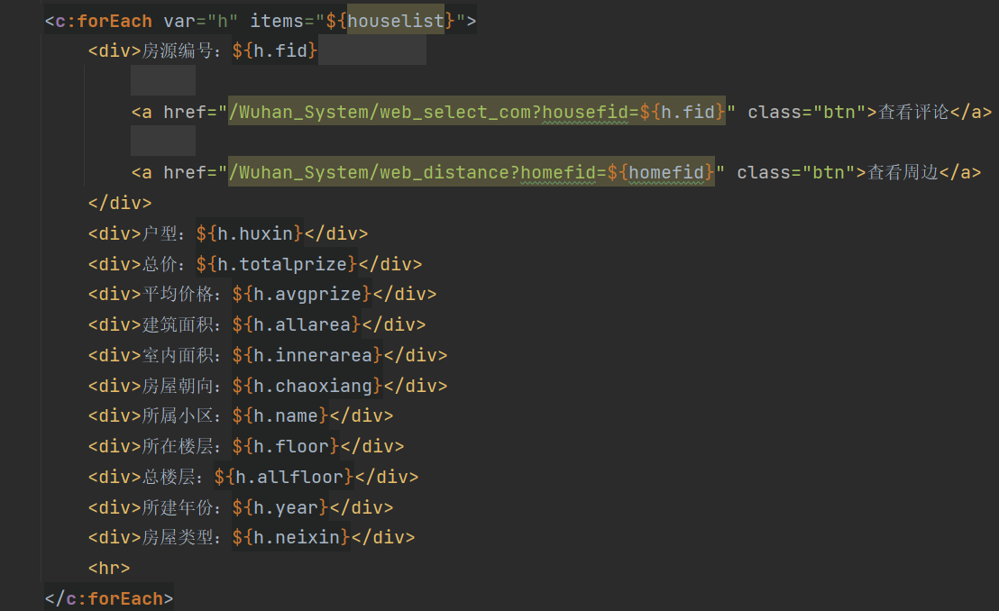 <c:forEach var="h" items="${houselist}">
<div>房源编号：${h.fid}
<a href="/Wuhan_System/web_select_com?housefid=${h.fid}" class="btn">查看评论</a>
<a href="/Wuhan_System/web_distance?homefid=${homefid}" class="btn">查看周边</a>
</div>
<div>户型：${h.huxin}</div>
<div>总价：${h.totalprize}</div>
<div>平均价格：${h.avgprize}</div>
<div>建筑面积：${h.allarea}</div>
<div>室内面积：${h.innerarea}</div>
<div>房屋朝向：${h.chaoxiang}</div>
<div>所属小区：${h.name}</div>
<div>所在楼层：${h.floor}</div>
<div>总楼层：${h.allfloor}</div>
<div>所建年份：${h.year}</div>
<div>房屋类型：${h.neixin}</div>
<hr>
</c:forEach>